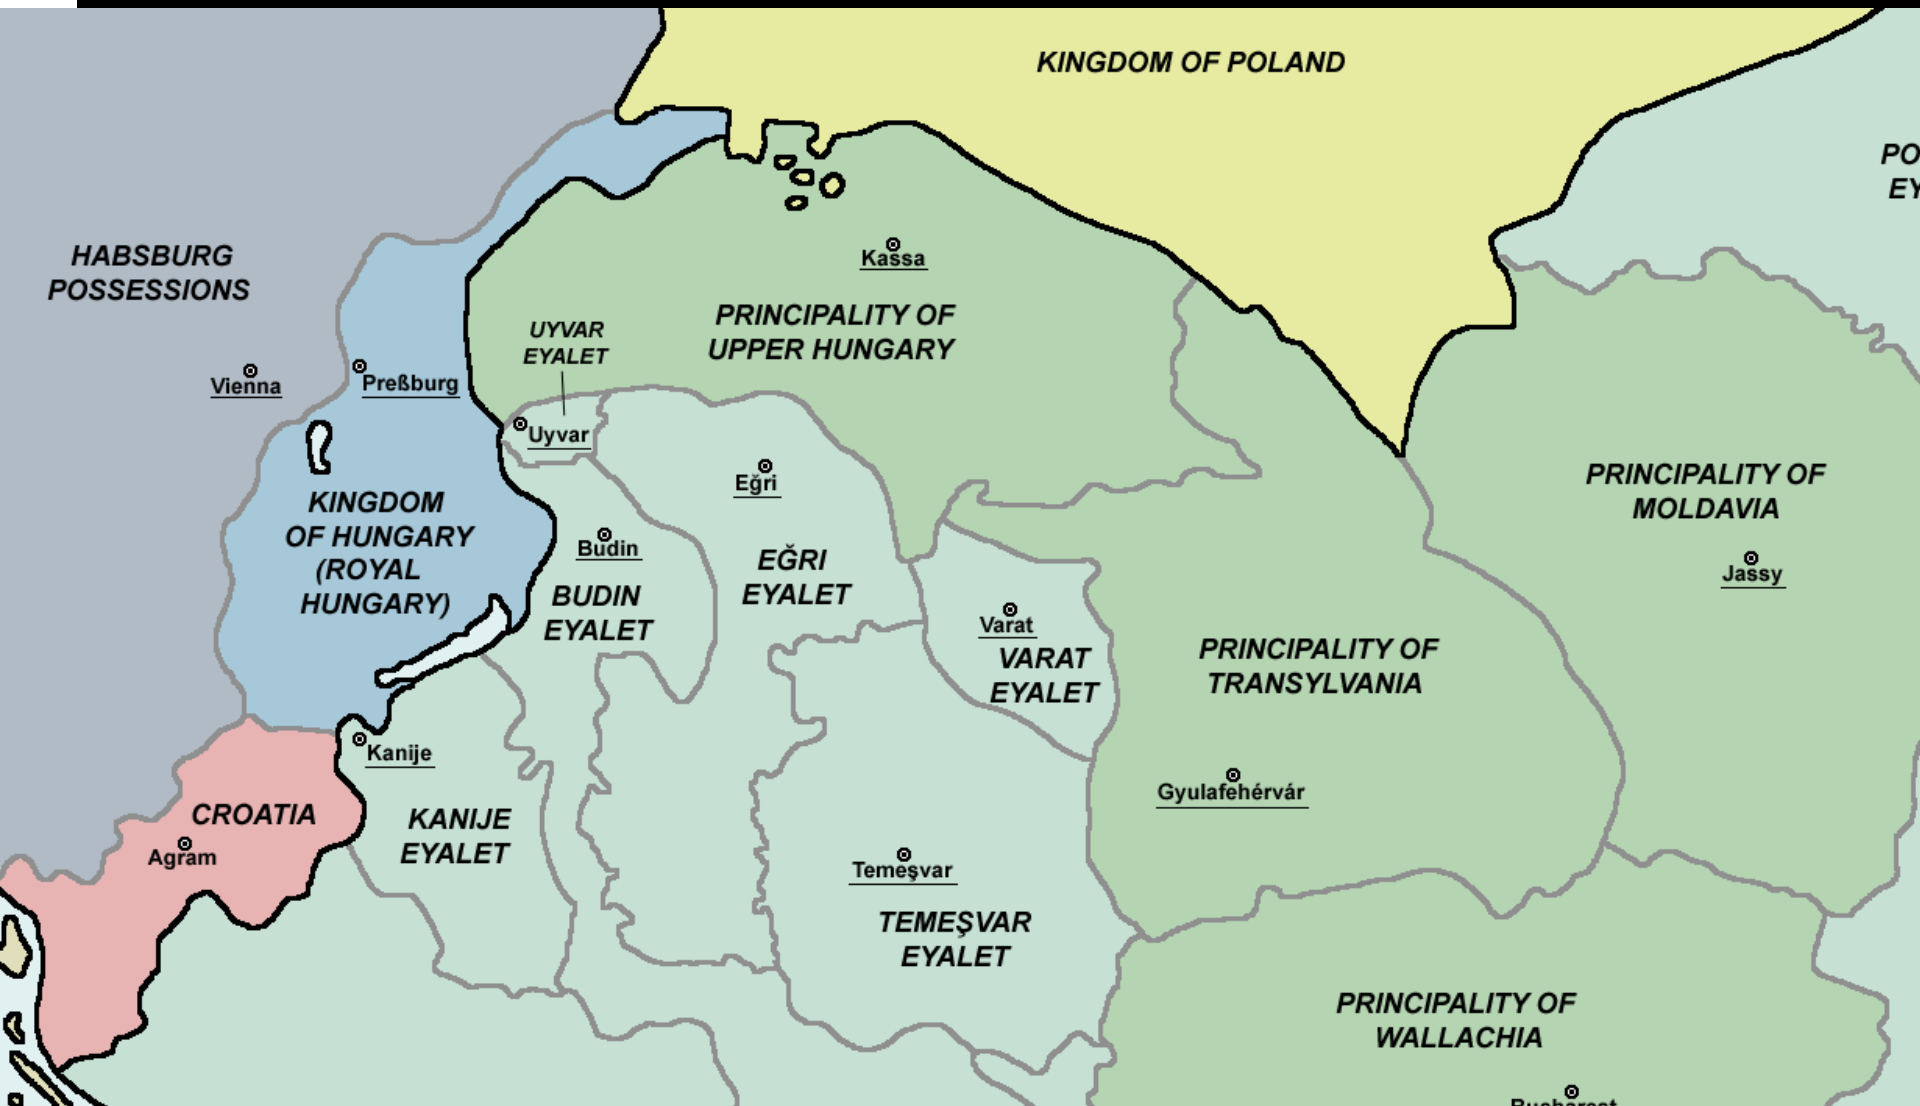 KINGDOM OF POLAND
PO
EY
HABSBURG
POSSESSIONS
Kassa
PRINCIPALITY OF
UPPER HUNGARY
UYVAR
EYALET
Vienna
Preßburg
Uyvar
Eğri
KINGDOM
OF HUNGARY
(ROYAL
HUNGARY)
Budin
BUDIN
EYALET
EĞRI
EYALET
Varat
VARAT
EYALET
PRINCIPALITY OF
MOLDAVIA
Jassy
PRINCIPALITY OF
TRANSYLVANIA
Gyulafehérvár
Kanije
CROATIA
Agram
KANIJE
EYALET
Temeşvar
TEMEŞVAR
EYALET
PRINCIPALITY OF
WALLACHIA
Bucharest